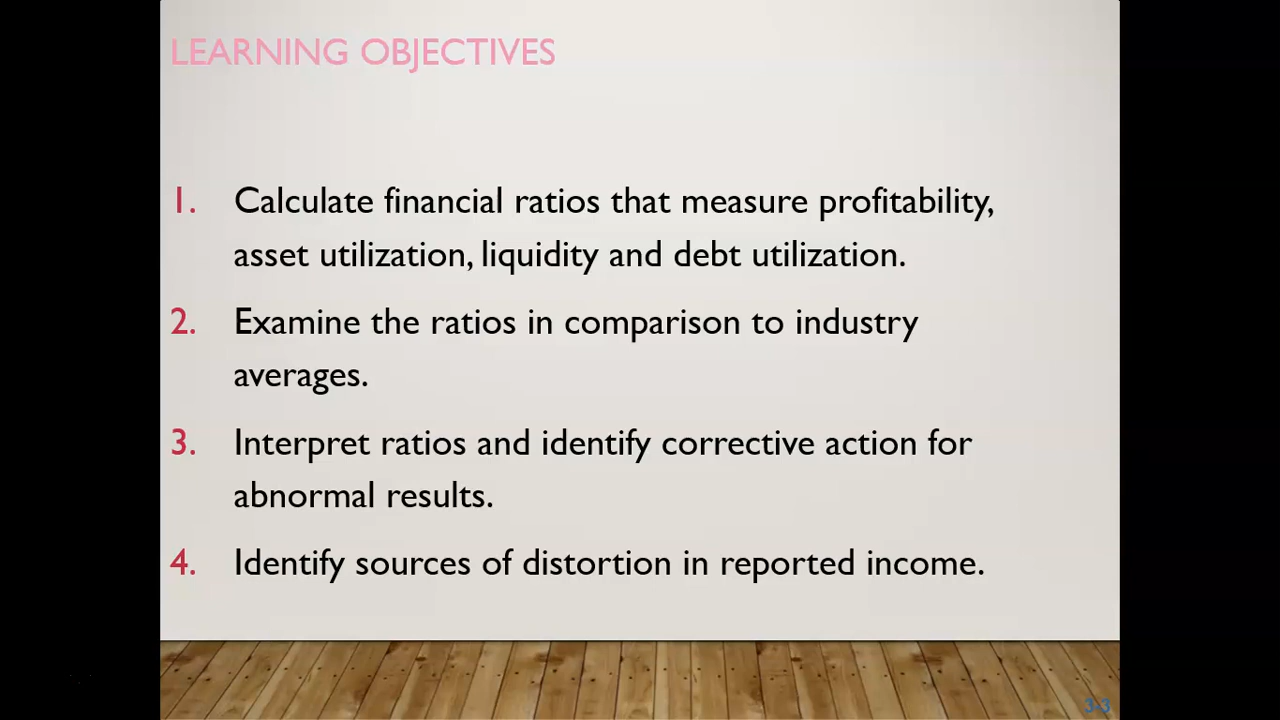 LEARNING OBJECTIVES
1. Calculate financial ratios that measure profitability,
asset utilization, liquidity and debt utilization.
2. Examine the ratios in comparison to industry
averages.
3. Interpret ratios and identify corrective action for
abnormal results.
4. Identify sources of distortion in reported income.
3-3